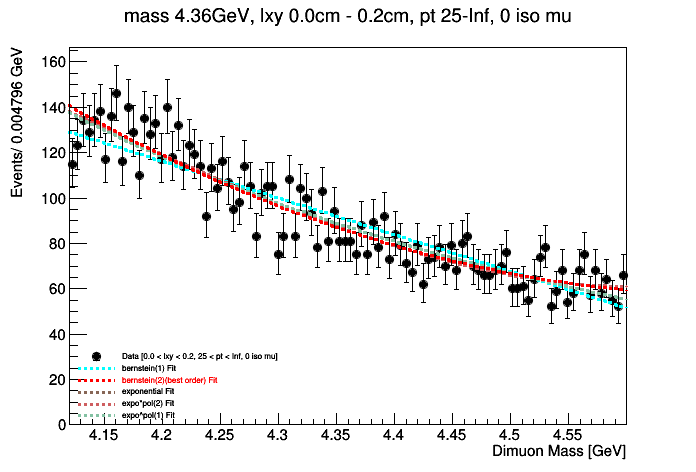 mass 4.36GeV, lxy 0.0cm - 0.2cm, pt 25-Inf, 0 iso mu
Events/ 0.004796 GeV
160
140
120
100
80
60
40
20
0
Data [0.0 < lxy < 0.2, 25 < pt < Inf, 0 iso mu]
bernstein(1) Fit
bernstein(2)(best order) Fit
exponential Fit
expo*pol(2) Fit
expo^pol(1) Fit
4.15 4.2 4.25 4.3 4.35 4.4 4.45 4.5 4.55
Dimuon Mass [GeV]